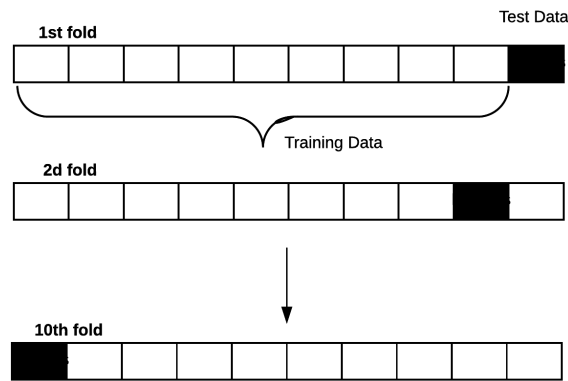 Test Data
1st fold
Training Data
2d fold
10th fold